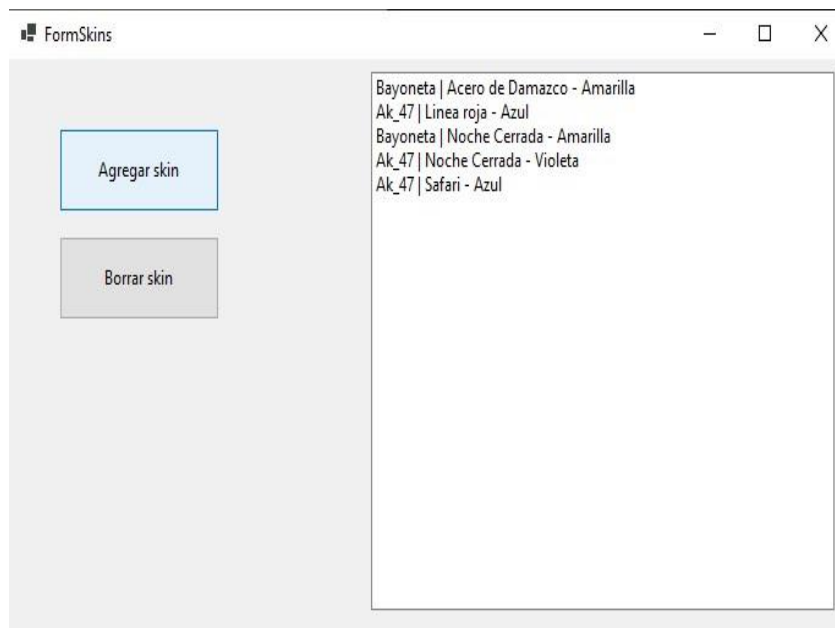 FormSkins
Agregar skin
Borrar skin
Bayoneta | Acero de Damazco - Amarilla
Ak_47 | Linea roja - Azul
Bayoneta | Noche Cerrada - Amarilla
Ak_47 | Noche Cerrada - Violeta
Ak_47 | Safari - Azul